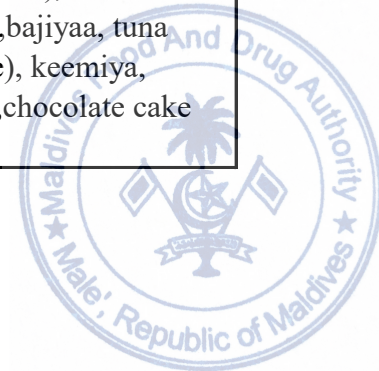 ,bajiyaa, tuna
e), keemiya,
,chocolate cake
Maldives Food And Drug Authority
Male', Republic of Maldives